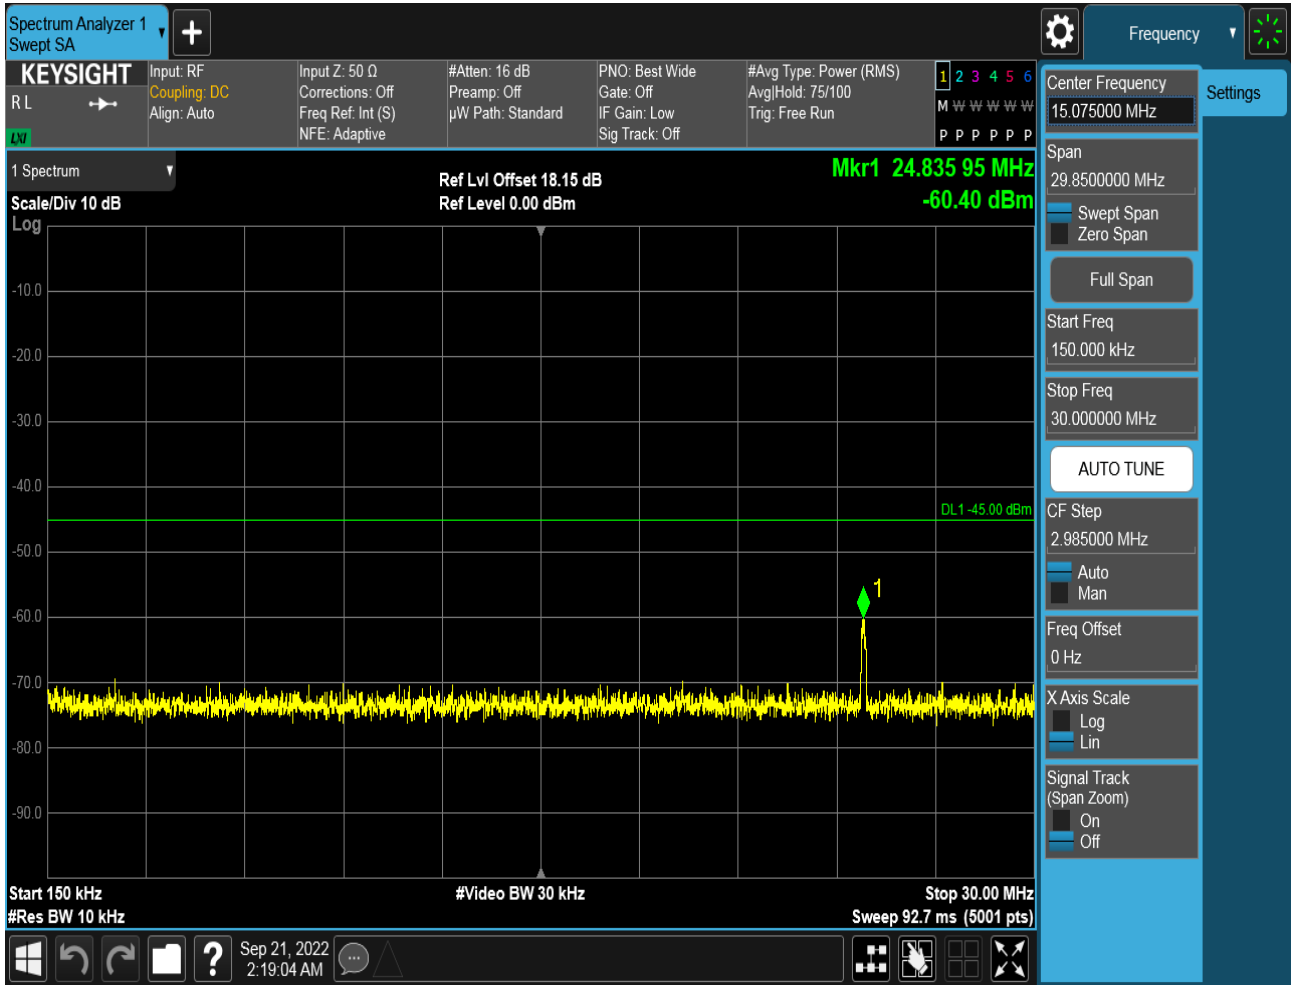 Spectrum Analyzer 1
Swept SA
Frequency
KEYSIGHT
R L
LXI
Input: RF
Coupling: DC
Align: Auto
Input Z: 50 Ω
Corrections: Off
Freq Ref: Int (S)
NFE: Adaptive
#Atten: 16 dB
Preamp: Off
µW Path: Standard
PNO: Best Wide
Gate: Off
IF Gain: Low
Sig Track: Off
#Avg Type: Power (RMS)
Avg|Hold: 75/100
Trig: Free Run
1 2 3 4 5 6
M W W W W W
P P P P P P
1 Spectrum
Scale/Div 10 dB
Log
Ref Lvl Offset 18.15 dB
Ref Level 0.00 dBm
Mkr1 24.835 95 MHz
-60.40 dBm
-10.0
-20.0
-30.0
-40.0
DL1 -45.00 dBm
-50.0
1
-60.0
-70.0
-80.0
-90.0
Start 150 kHz
#Res BW 10 kHz
#Video BW 30 kHz
Stop 30.00 MHz
Sweep 92.7 ms (5001 pts)
Center Frequency
15.075000 MHz
Settings
Span
29.8500000 MHz
Swept Span
Zero Span
Full Span
Start Freq
150.000 kHz
Stop Freq
30.000000 MHz
AUTO TUNE
CF Step
2.985000 MHz
Auto
Man
Freq Offset
0 Hz
X Axis Scale
Log
Lin
Signal Track
(Span Zoom)
On
Off
?
Sep 21, 2022
2:19:04 AM